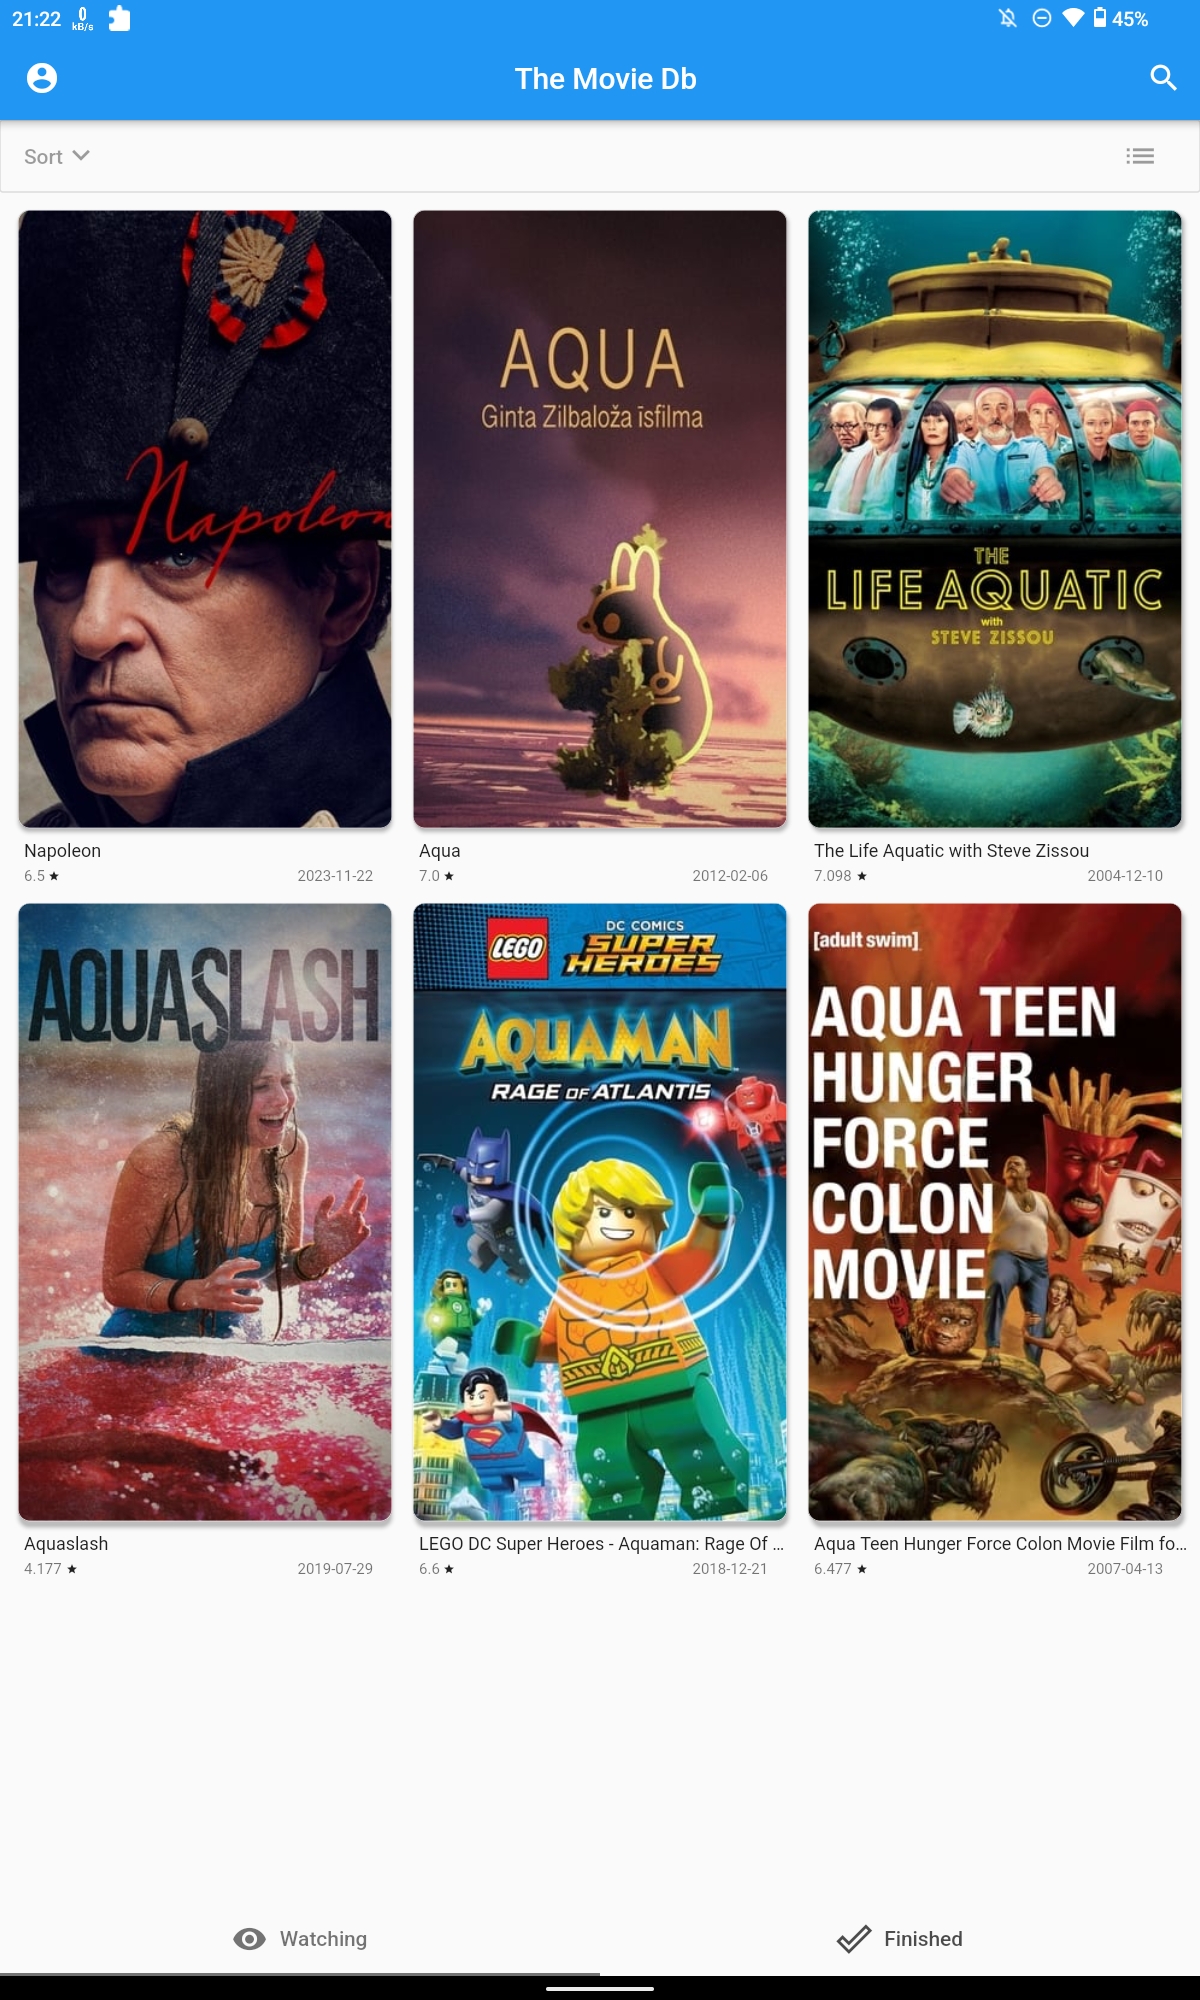 21:22 0 kB/s 45%
The Movie Db
Sort
Napoleon
AQUA
Ginta Zilbaloža īsfilma
THE
LIFE AQUATIC
with
STEVE ZISSOU
Napoleon
6.5 ★ 2023-11-22
Aqua
7.0 ★ 2012-02-06
The Life Aquatic with Steve Zissou
7.098 ★ 2004-12-10
AQUASLASH
LEGO
DC COMICS
SUPER
HEROES
AQUAMAN
RAGE OF ATLANTIS
[adult swim]
AQUA TEEN
HUNGER
FORCE
COLON
MOVIE
Aquaslash
4.177 ★ 2019-07-29
LEGO DC Super Heroes - Aquaman: Rage Of ...
6.6 ★ 2018-12-21
Aqua Teen Hunger Force Colon Movie Film fo...
6.477 ★ 2007-04-13
Watching
Finished